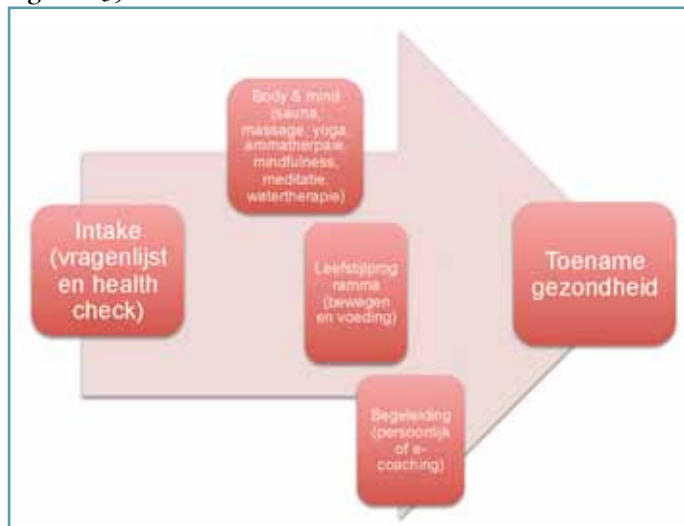 Intake
(vragenlijst
en health
check)
Body & mind
(sauna,
massage, yoga,
mindfulness,
meditatie,
watertherapie)
Leefstijlprog
ramma
(bewegen
en voeding)
Begeleiding
(persoonlijk
of e-
coaching)
Toename
gezondheid